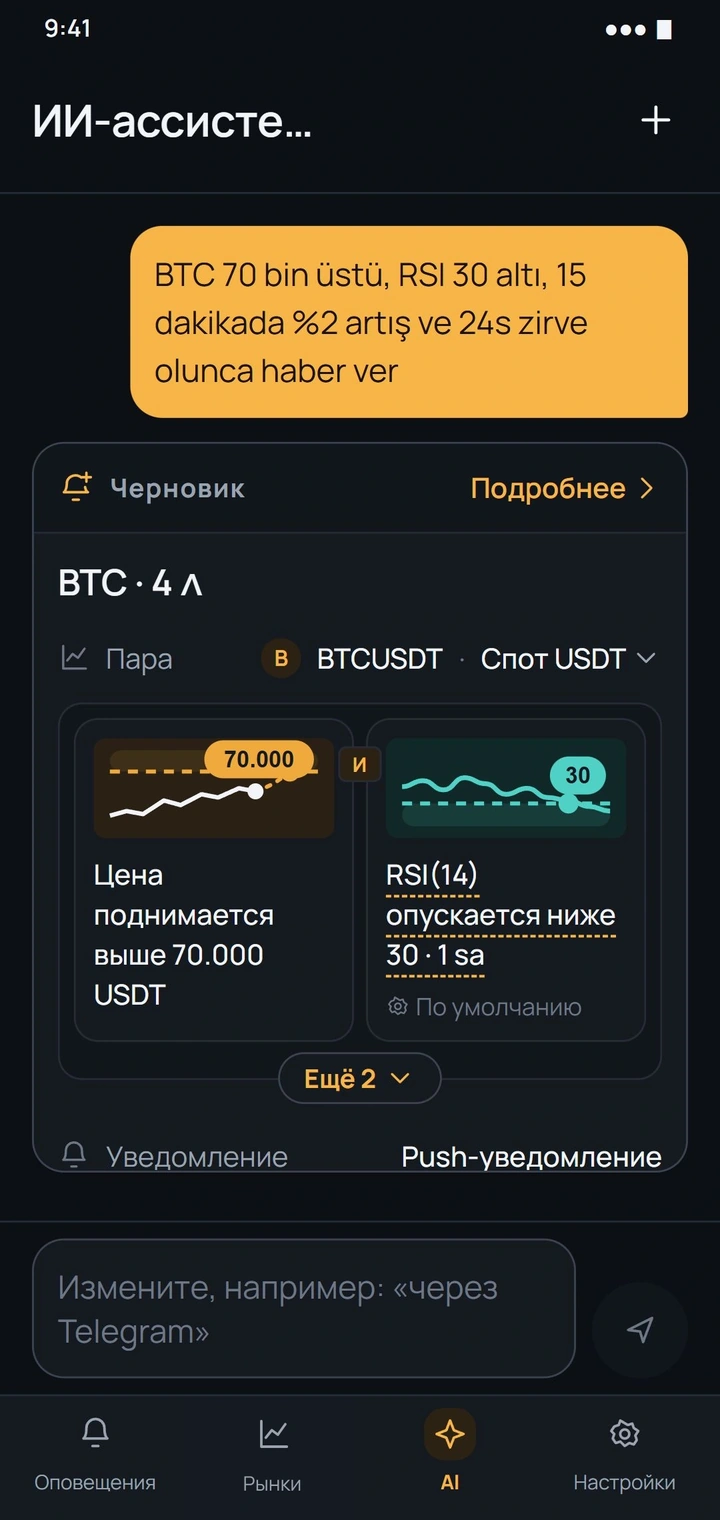 9:41
ИИ-ассисте...
BTC 70 bin üstü, RSI 30 altı, 15
dakikada %2 artış ve 24s zirve
olunca haber ver
Черновик
Подробнее
BTC · 4 ∧
Пара
B BTCUSDT · Спот USDT
70.000
И
30
Цена
поднимается
выше 70.000
USDT
RSI(14)
опускается ниже
30 · 1 sa
По умолчанию
Ещё 2
Уведомление
Push-уведомление
Измените, например: «через
Telegram»
Оповещения
Рынки
AI
Настройки